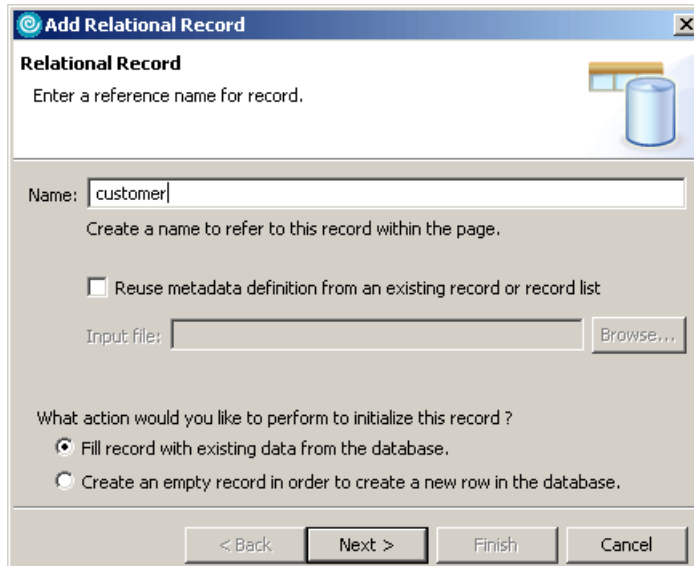 Add Relational Record
Relational Record
Enter a reference name for record.
Name: customer
Create a name to refer to this record within the page.
Reuse metadata definition from an existing record or record list
Input file: Browse...
What action would you like to perform to initialize this record ?
Fill record with existing data from the database.
Create an empty record in order to create a new row in the database.
< Back Next > Finish Cancel